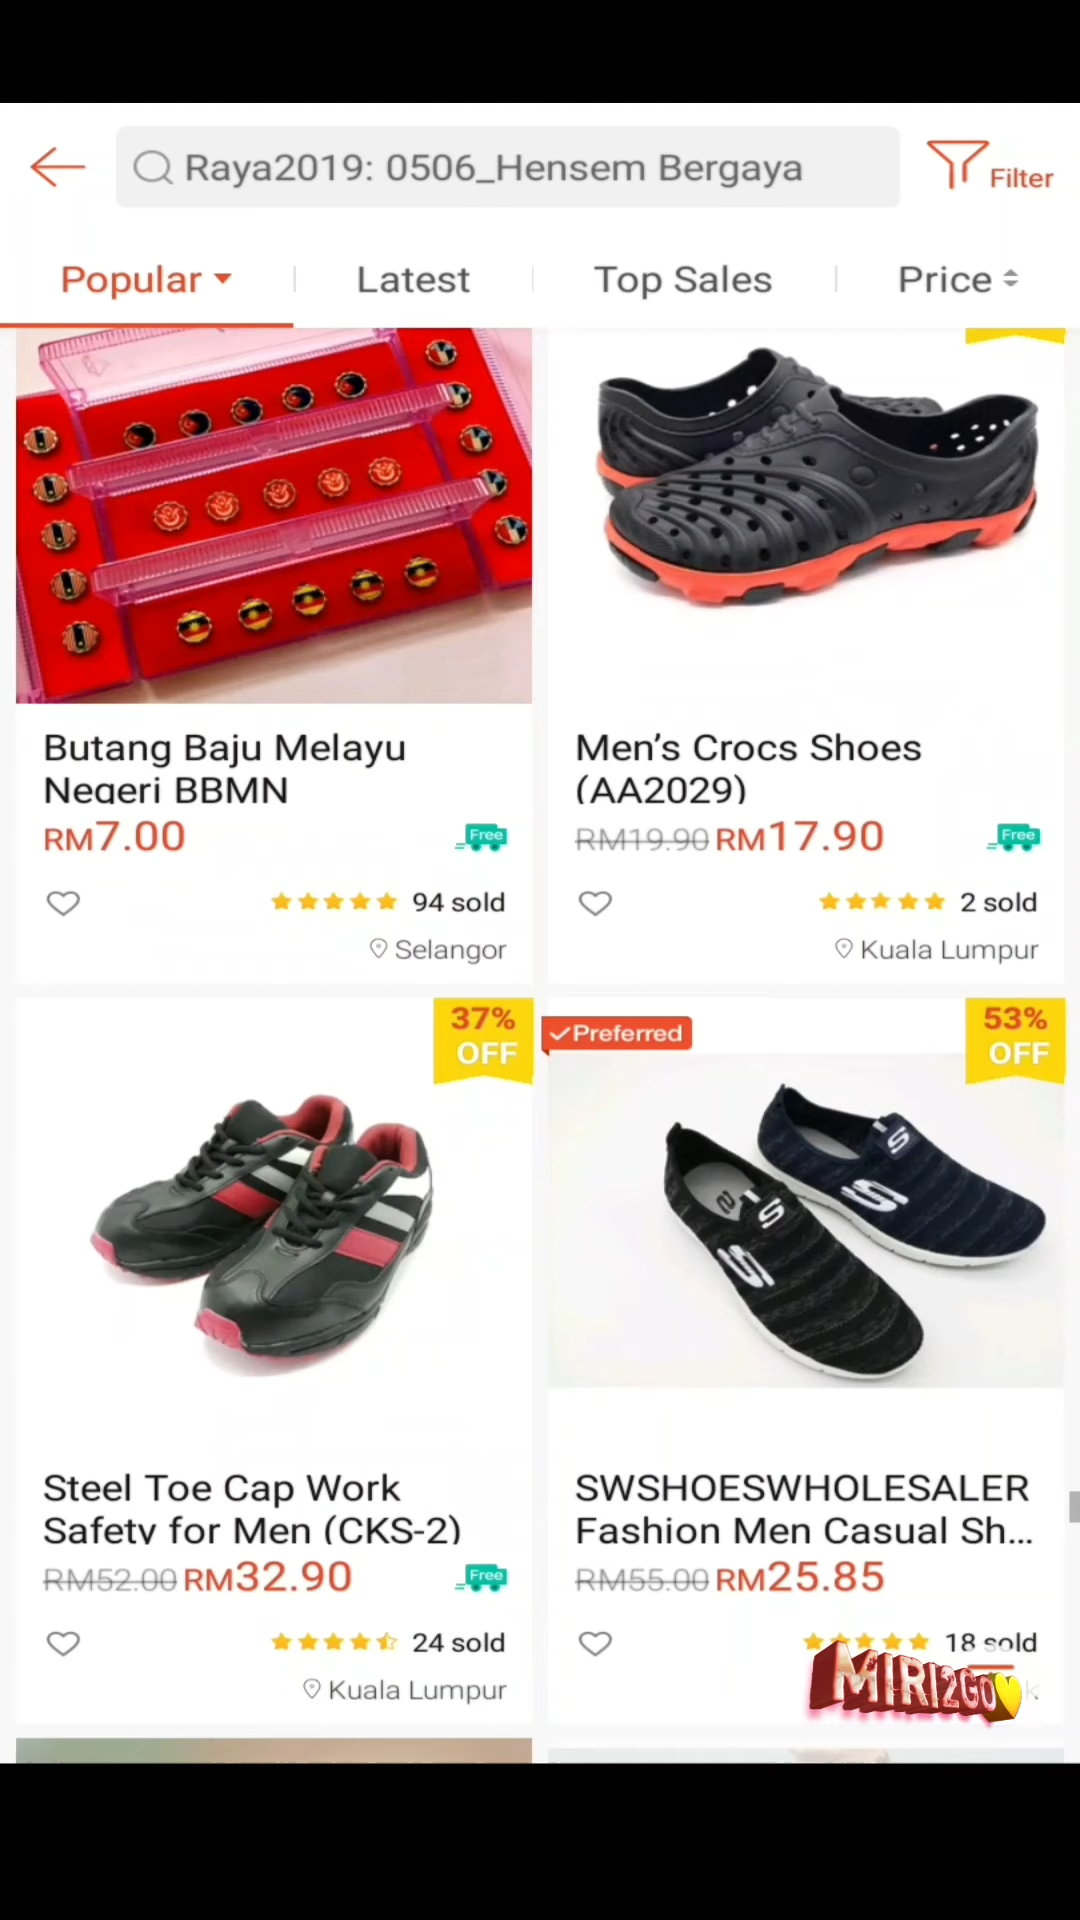 Raya2019: 0506_Hensem Bergaya
Filter
Popular
Latest
Top Sales
Price
Butang Baju Melayu
Negeri BBMN
RM7.00
Free
94 sold
Selangor
Men's Crocs Shoes
(AA2029)
RM19.90 RM17.90
Free
2 sold
Kuala Lumpur
37%
OFF
Steel Toe Cap Work
Safety for Men (CKS-2)
RM52.00 RM32.90
Free
24 sold
Kuala Lumpur
Preferred
53%
OFF
S
S
S
S
SWSHOESWHOLESALER
Fashion Men Casual Sh...
RM55.00 RM25.85
18 sold
MIRI2GO